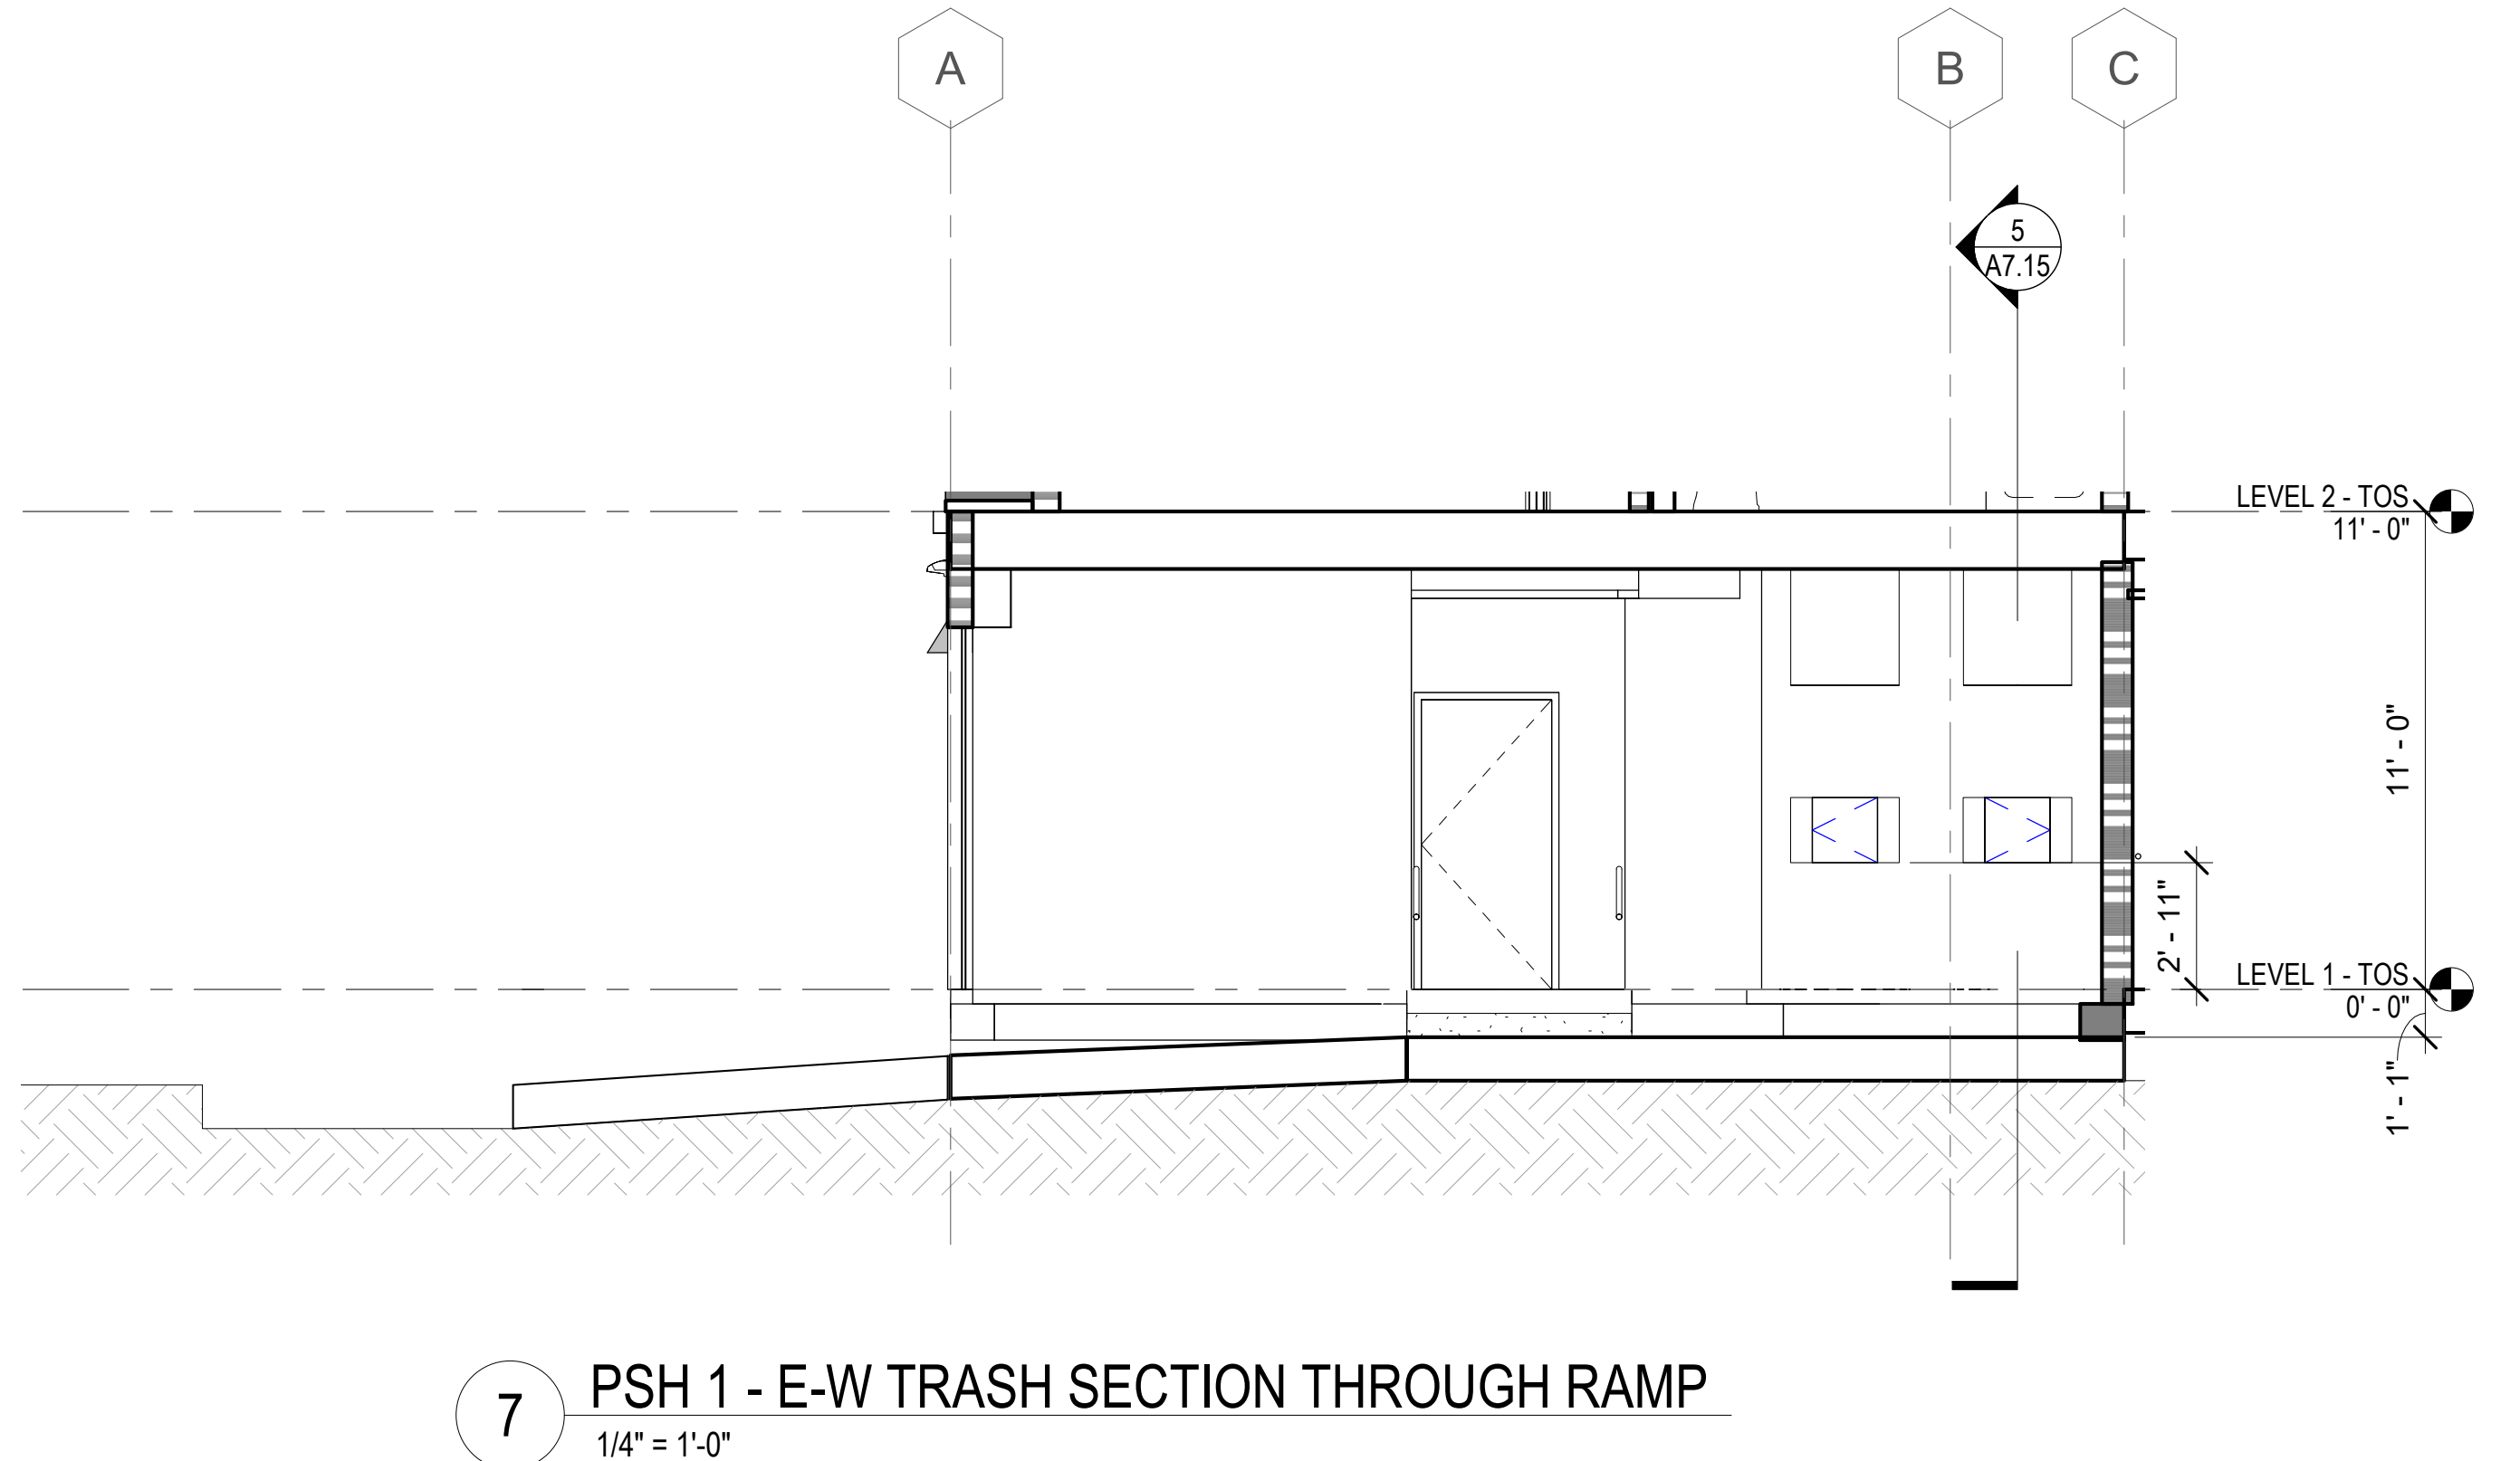 A
B
C
5
A7.15
LEVEL 2 - TOS
11' - 0"
11' - 0"
2' - 11"
LEVEL 1 - TOS
0' - 0"
1' - 1"
7
PSH 1 - E-W TRASH SECTION THROUGH RAMP
1/4" = 1'-0"